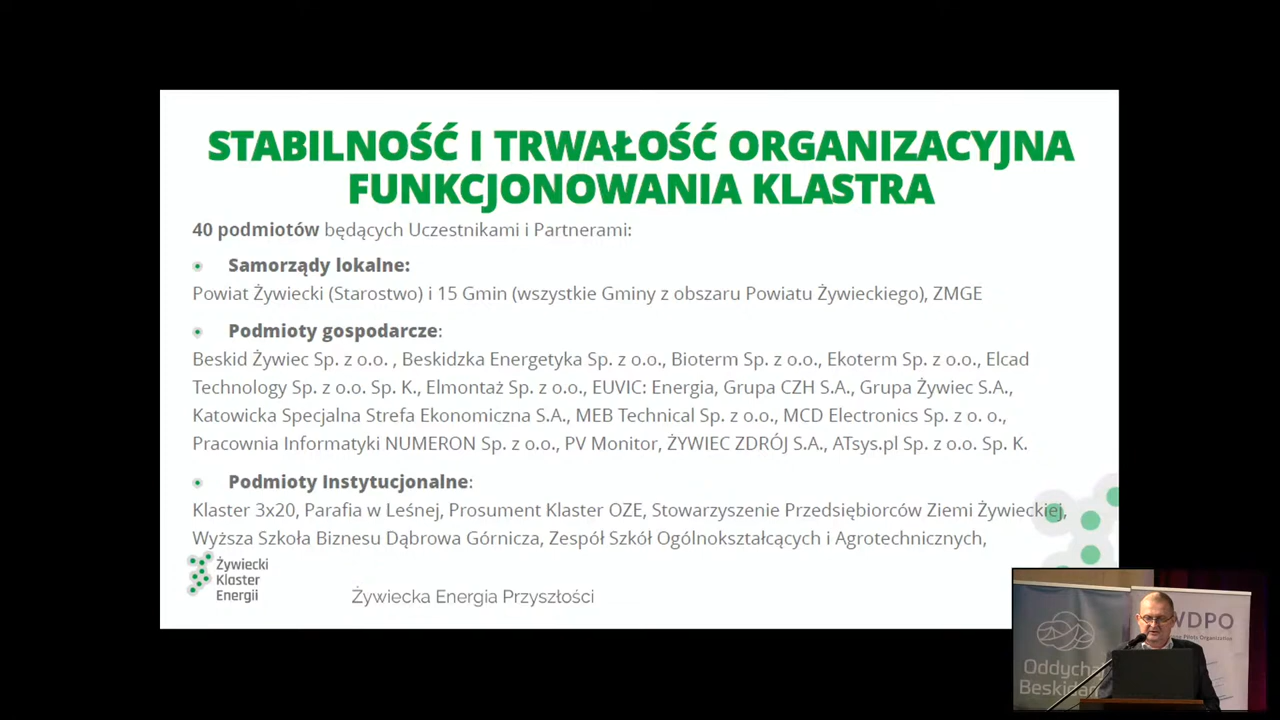 STABILNOŚĆ I TRWAŁOŚĆ ORGANIZACYJNA
FUNKCJONOWANIA KLASTRA
40 podmiotów będących Uczestnikami i Partnerami:
Samorządy lokalne:
Powiat Żywiecki (Starostwo) i 15 Gmin (wszystkie Gminy z obszaru Powiatu Żywieckiego), ZMGE
Podmioty gospodarcze:
Beskid Żywiec Sp. z o.o. , Beskidzka Energetyka Sp. z o.o., Bioterm Sp. z o.o., Ekoterm Sp. z o.o., Elcad
Technology Sp. z o.o. Sp. K., Elmontaż Sp. z o.o., EUVIC: Energia, Grupa CZH S.A., Grupa Żywiec S.A.,
Katowicka Specjalna Strefa Ekonomiczna S.A., MEB Technical Sp. z o.o., MCD Electronics Sp. z o. o.,
Pracownia Informatyki NUMERON Sp. z o.o., PV Monitor, ŻYWIEC ZDRÓJ S.A., ATsys.pl Sp. z o.o. Sp. K.
Podmioty Instytucjonalne:
Klaster 3x20, Parafia w Leśnej, Prosument Klaster OZE, Stowarzyszenie Przedsiębiorców Ziemi Żywieckiej,
Wyższa Szkoła Biznesu Dąbrowa Górnicza, Zespół Szkół Ogólnokształcących i Agrotechnicznych,
Żywiecki
Klaster
Energii
Żywiecka Energia Przyszłości
WDPO
Oddychaj
Beskidam